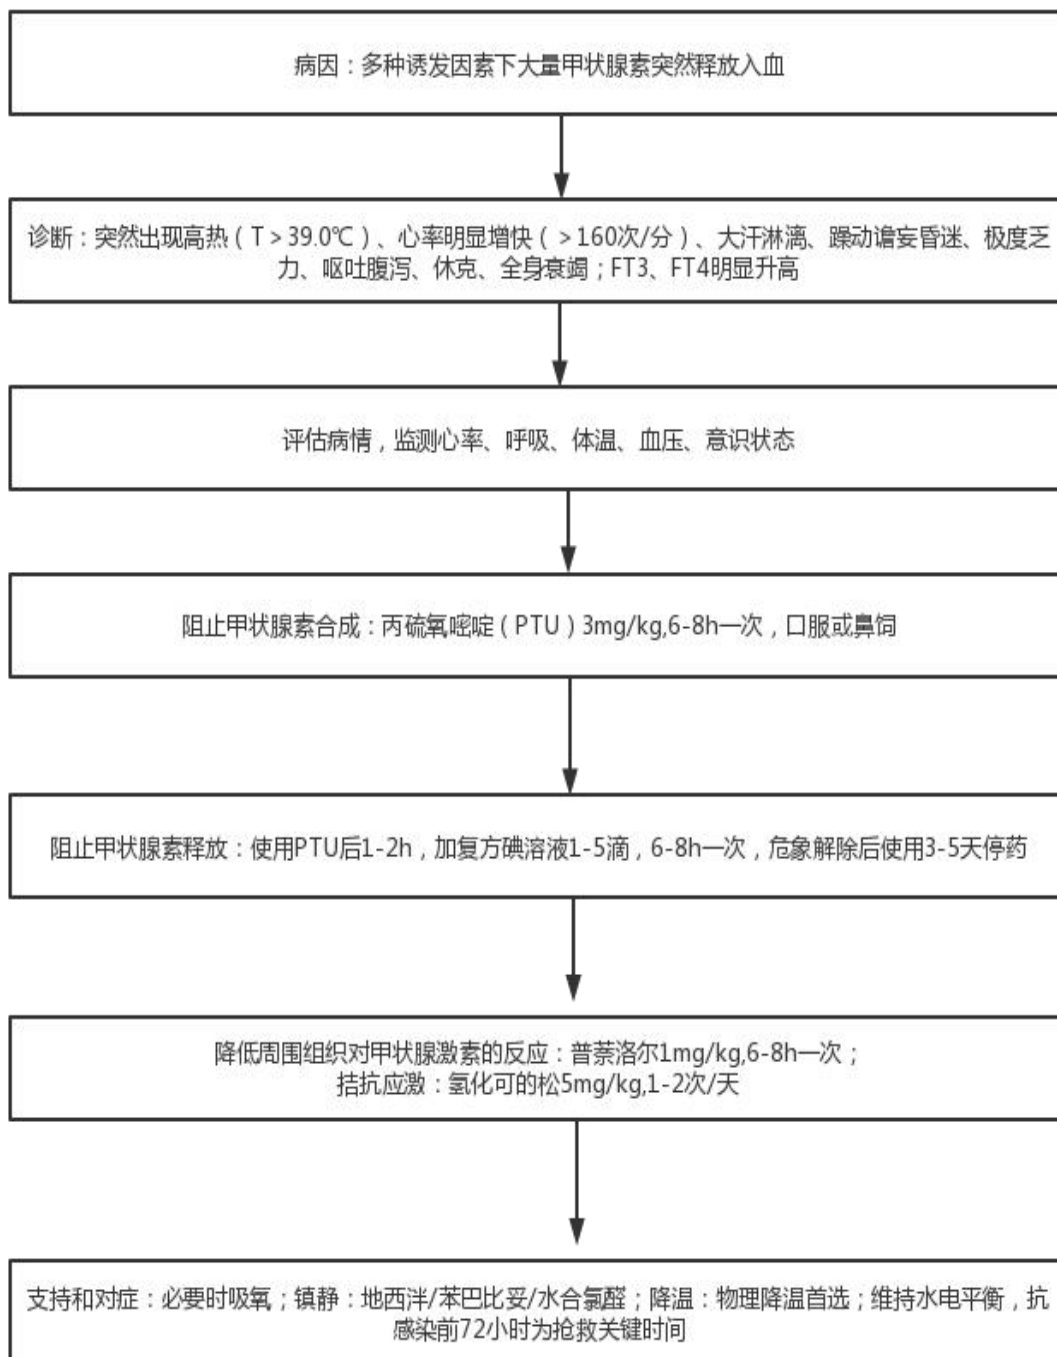 病因：多种诱发因素下大量甲状腺素突然释放入血
诊断：突然出现高热（T＞39.0℃）、心率明显增快（＞160次/分）、大汗淋漓、躁动谵妄昏迷、极度乏
力、呕吐腹泻、休克、全身衰竭；FT3、FT4明显升高
评估病情，监测心率、呼吸、体温、血压、意识状态
阻止甲状腺素合成：丙硫氧嘧啶（PTU）3mg/kg,6-8h一次，口服或鼻饲
阻止甲状腺素释放：使用PTU后1-2h，加复方碘溶液1-5滴，6-8h一次，危象解除后使用3-5天停药
降低周围组织对甲状腺激素的反应：普萘洛尔1mg/kg,6-8h一次；
拮抗应激：氢化可的松5mg/kg,1-2次/天
支持和对症：必要时吸氧；镇静：地西泮/苯巴比妥/水合氯醛；降温：物理降温首选；维持水电平衡，抗
感染前72小时为抢救关键时间